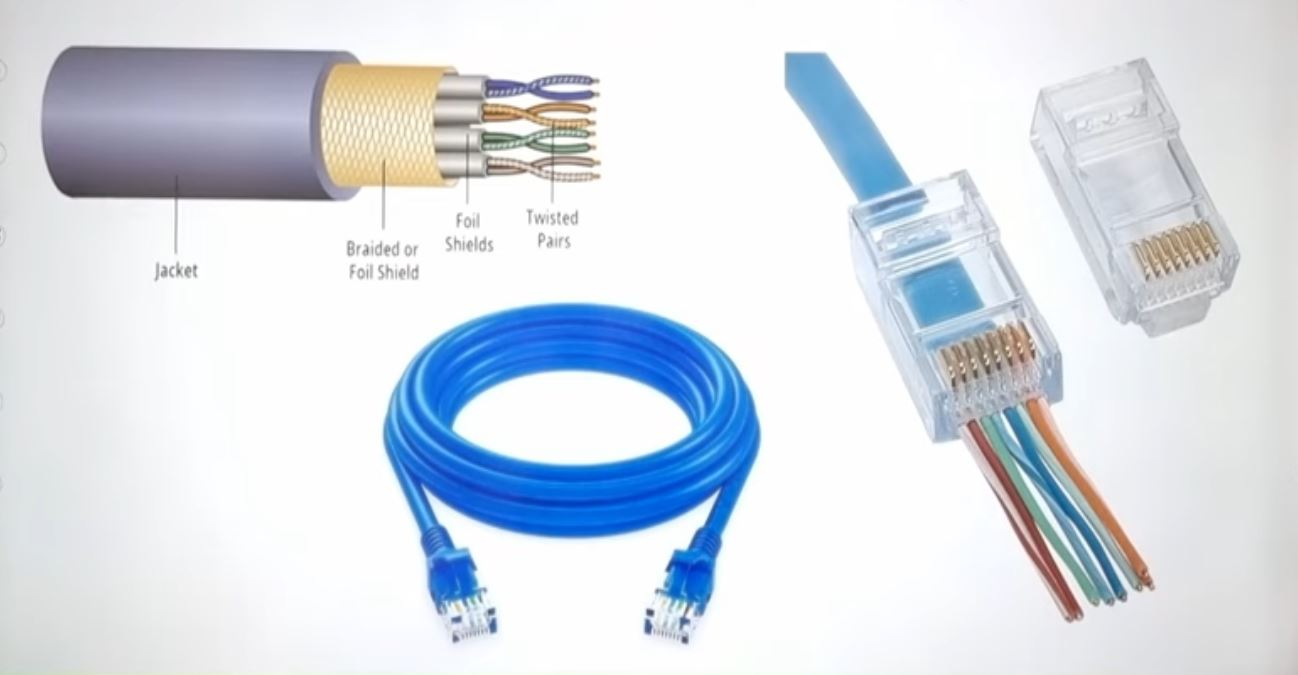 Jacket
Braided or
Foil Shield
Foil
Shields
Twisted
Pairs